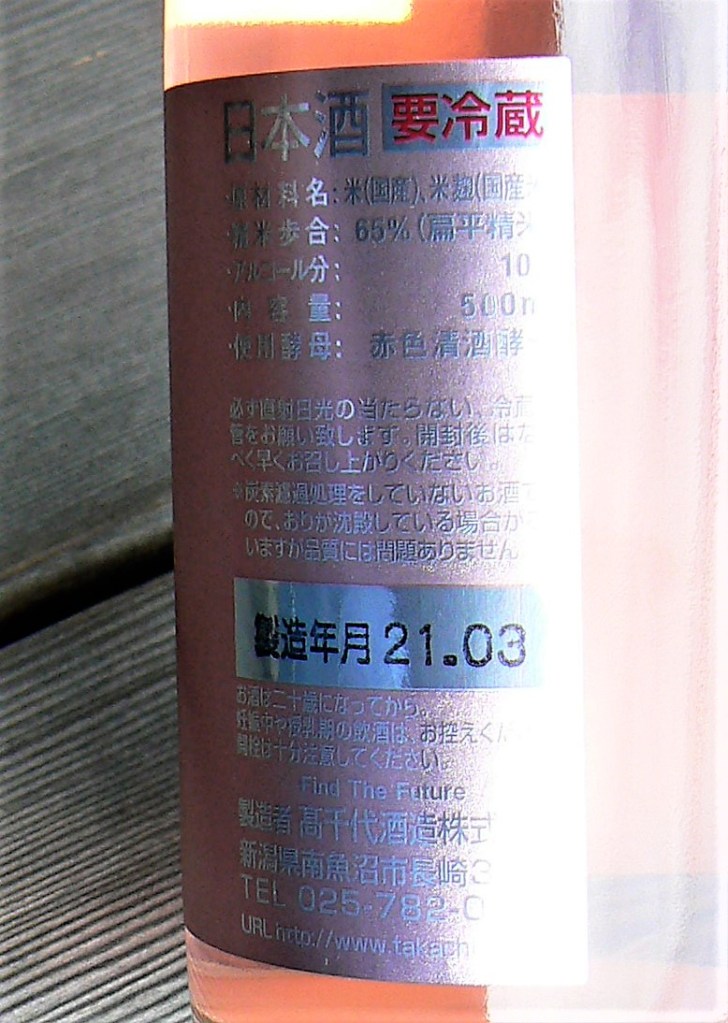 日本酒 要冷蔵
・原材料名：米(国産)、米麹(国産
・精米歩合： 65%(扁平精米
・アルコール分： 10
・内容量： 500m
・使用酵母： 赤色清酒酵
必ず直射日光の当たらない、冷蔵
管をお願い致します。開封後はな
べく早くお召し上がりください。
※炭素濾過処理をしていないお酒で
ので、おりが沈殿している場合が
いますが品質には問題ありません
製造年月 21.03
お酒は二十歳になってから。
妊娠中や授乳期の飲酒は、お控えく
開栓は十分注意してください。
Find The Future
製造者 髙千代酒造株式
新潟県南魚沼市長崎3
TEL 025-782-0
URL http://www.takach